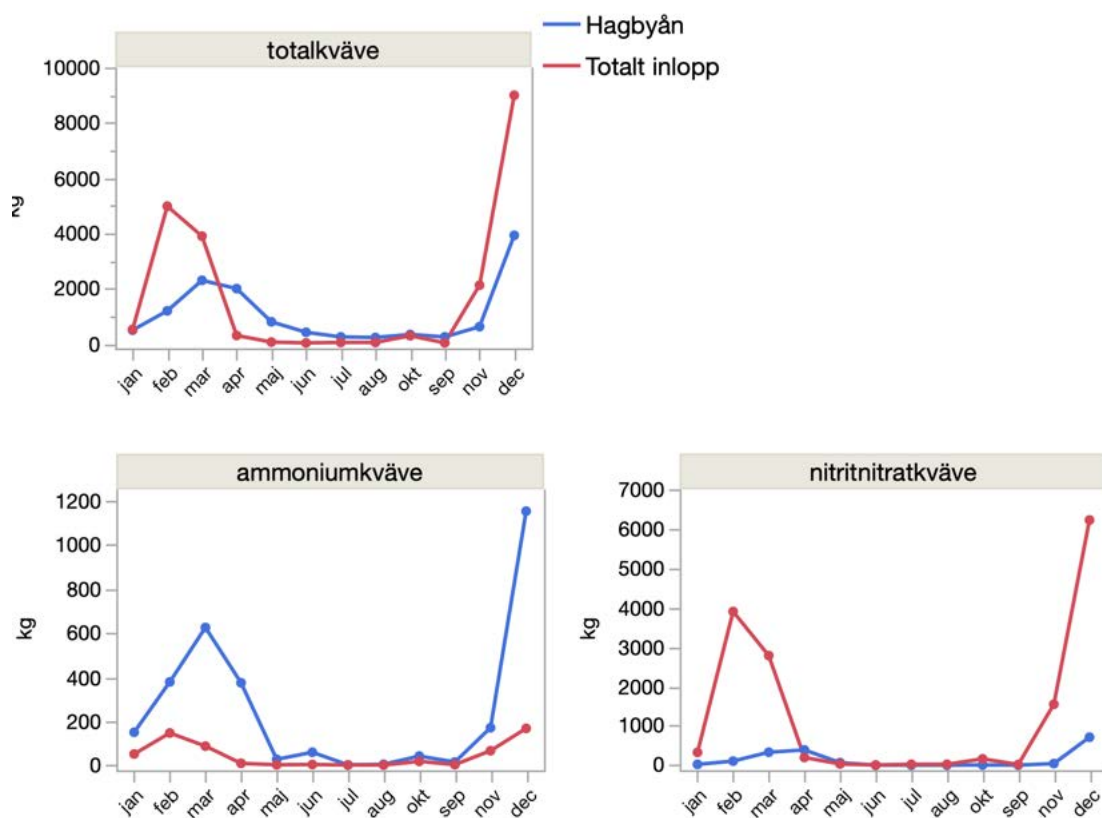 Hagbyån
Totalt inlopp
totalkväve
10000
8000
6000
4000
2000
0
kg
jan feb mar apr maj jun jul aug okt sep nov dec
ammoniumkväve
1200
1000
800
600
400
200
0
kg
jan feb mar apr maj jun jul aug okt sep nov dec
nitritnitratkväve
7000
6000
5000
4000
3000
2000
1000
0
kg
jan feb mar apr maj jun jul aug okt sep nov dec